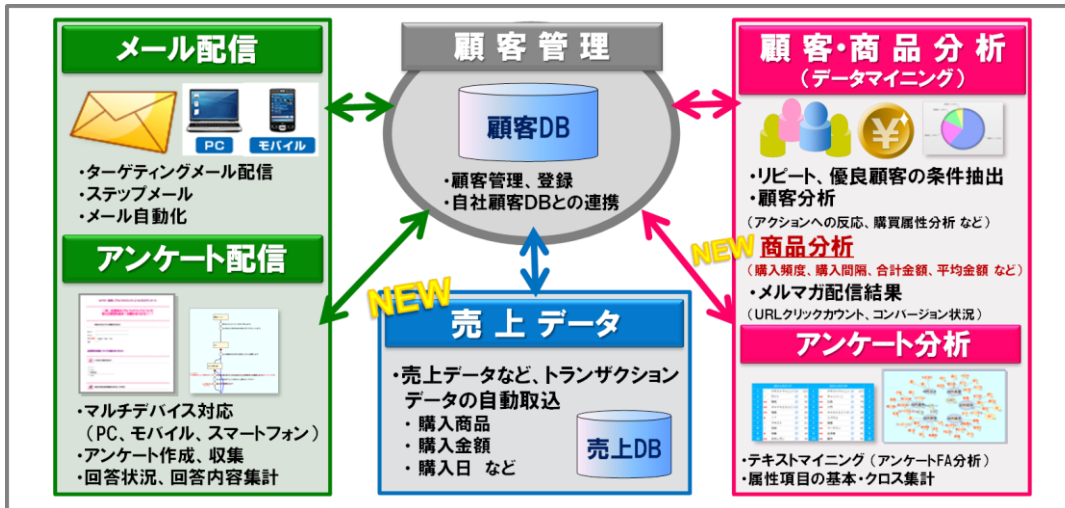 メール配信
PC
モバイル
・ターゲティングメール配信
・ステップメール
・メール自動化
アンケート配信
・マルチデバイス対応
（PC、モバイル、スマートフォン）
・アンケート作成、収集
・回答状況、回答内容集計
顧客管理
顧客DB
・顧客管理、登録
・自社顧客DBとの連携
NEW
売上データ
・売上データなど、トランザクション
データの自動取込
・購入商品
・購入金額
・購入日 など
売上DB
顧客・商品分析
（データマイニング）
・リピート、優良顧客の条件抽出
・顧客分析
（アクションへの反応、購買属性分析 など）
NEW
商品分析
（購入頻度、購入間隔、合計金額、平均金額 など）
・メルマガ配信結果
（URLクリックカウント、コンバージョン状況）
アンケート分析
・テキストマイニング（アンケートFA分析）
・属性項目の基本・クロス集計